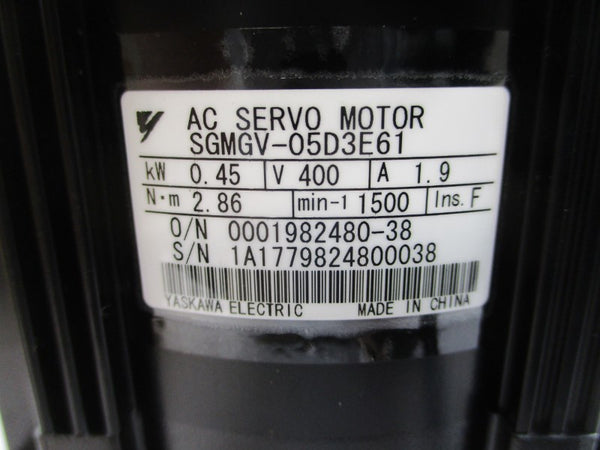 AC SERVO MOTOR
SGMGV-05D3E61
kW 0.45 V 400 A 1.9
N·m 2.86 min-1 1500 Ins. F
O/N 0001982480-38
S/N 1A1779824800038
YASKAWA ELECTRIC MADE IN CHINA